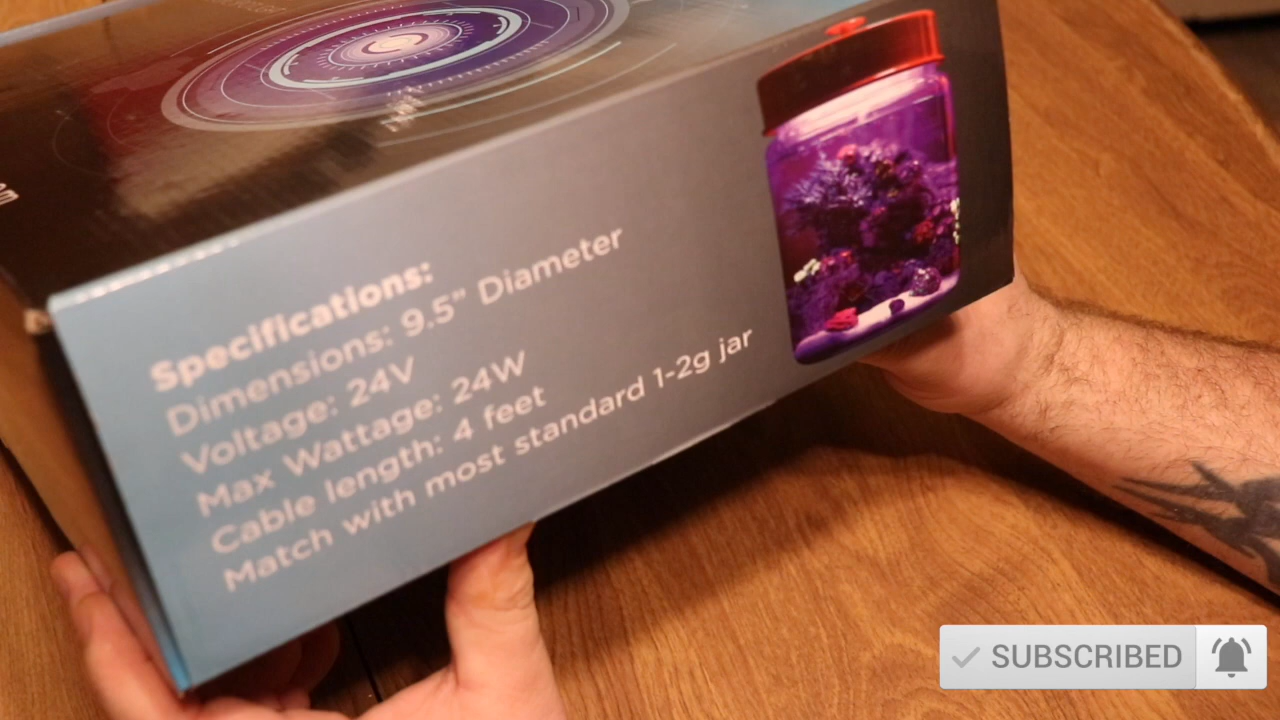 Specifications:
Dimensions: 9.5” Diameter
Voltage: 24V
Max Wattage: 24W
Cable length: 4 feet
Match with most standard 1-2g jar
SUBSCRIBED